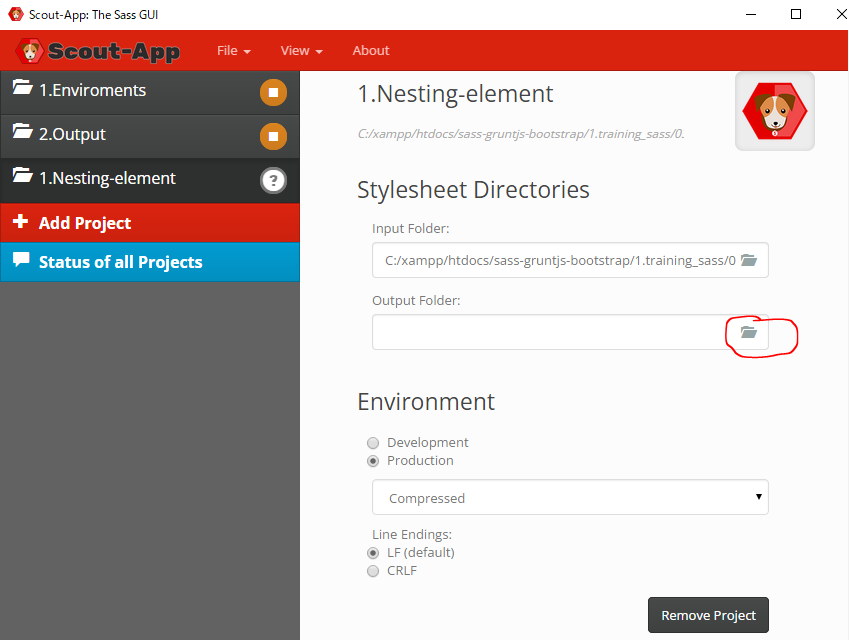 Scout-App: The Sass GUI
Scout-App File View About
1.Enviroments
2.Output
1.Nesting-element
?
Add Project
Status of all Projects
1.Nesting-element
C:/xampp/htdocs/sass-gruntjs-bootstrap/1.training_sass/0.
Stylesheet Directories
Input Folder:
C:/xampp/htdocs/sass-gruntjs-bootstrap/1.training_sass/0
Output Folder:
Environment
Development
Production
Compressed
Line Endings:
LF (default)
CRLF
Remove Project